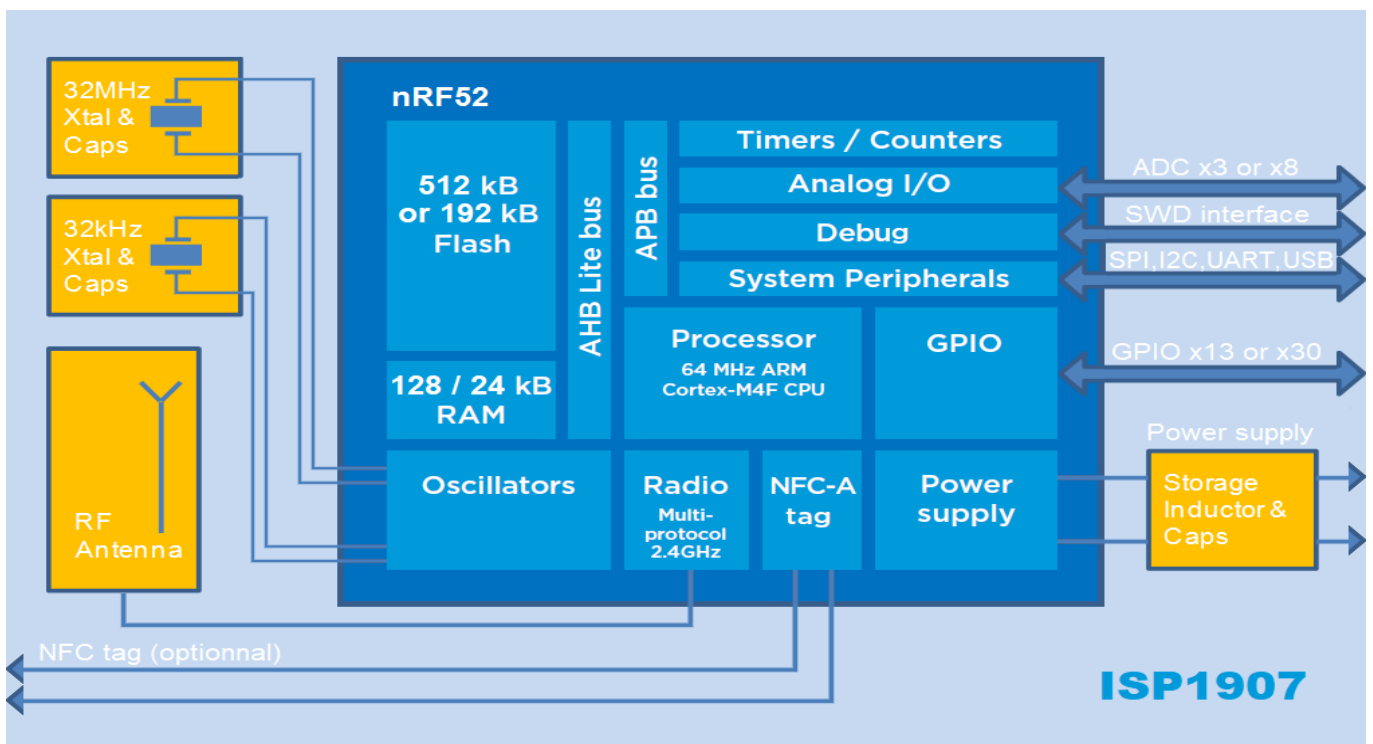 32MHz
Xtal &
Caps
32kHz
Xtal &
Caps
RF
Antenna
nRF52
512 kB
or 192 kB
Flash
128 / 24 kB
RAM
AHB Lite bus
APB bus
Timers / Counters
Analog I/O
Debug
System Peripherals
Processor
64 MHz ARM
Cortex-M4F CPU
GPIO
Oscillators
Radio
Multi-
protocol
2.4GHz
NFC-A
tag
Power
supply
ADC x3 or x8
SWD interface
SPI,I2C,UART,USB
GPIO x13 or x30
Power supply
Storage
Inductor &
Caps
NFC tag (optionnal)
ISP1907